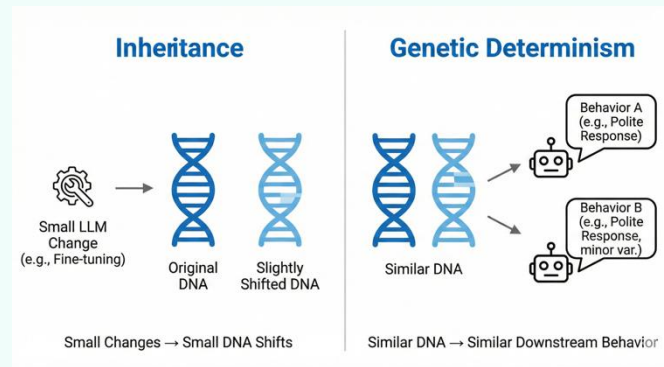 Inheritance
Small LLM
Change
(e.g., Fine-tuning)
Original
DNA
Slightly
Shifted DNA
Small Changes → Small DNA Shifts
Genetic Determinism
Similar DNA
Behavior A
(e.g., Polite
Response)
Behavior B
(e.g., Polite
Response,
minor var.)
Similar DNA → Similar Downstream Behavior